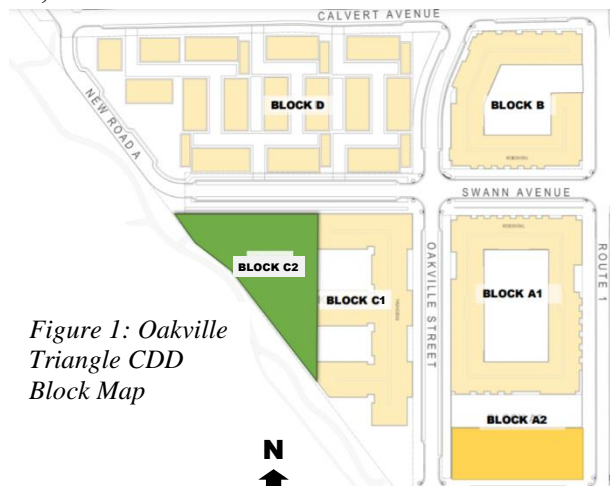 CALVERT AVENUE
NEW ROAD A
BLOCK D
BLOCK B
SWANN AVENUE
BLOCK C2
BLOCK C1
OAKVILLE STREET
BLOCK A1
ROUTE 1
Figure 1: Oakville
Triangle CDD
Block Map
BLOCK A2
N